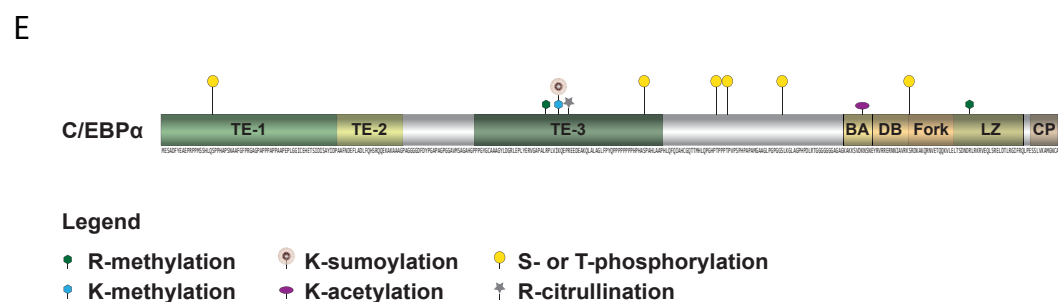 E
TE-1 TE-2 TE-3 BA DB Fork LZ CP
C/EBPα
Legend
R-methylation K-sumoylation S- or T-phosphorylation
K-methylation K-acetylation R-citrullination